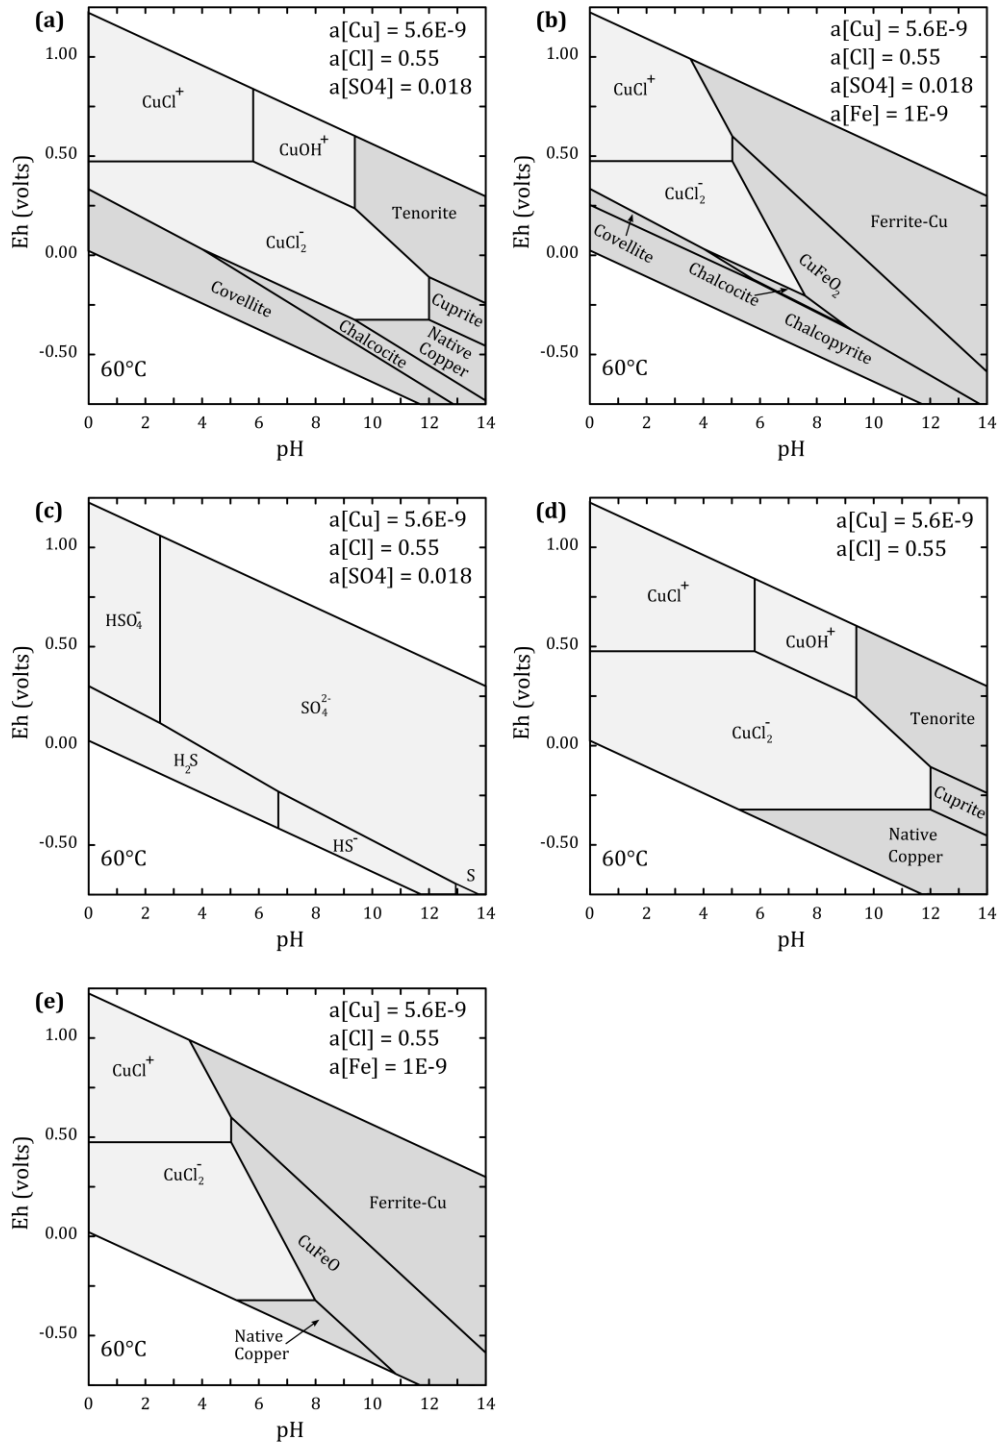 (a)
a[Cu] = 5.6E-9
a[Cl] = 0.55
a[SO4] = 0.018
CuCl+
CuOH+
Tenorite
CuCl2-
Covellite
Chalcocite
Native
Copper
Cuprite
60°C
Eh (volts)
1.00
0.50
0.00
-0.50
0 2 4 6 8 10 12 14
pH
(b)
a[Cu] = 5.6E-9
a[Cl] = 0.55
a[SO4] = 0.018
a[Fe] = 1E-9
CuCl+
CuCl2-
Ferrite-Cu
Covellite
Chalcocite
CuFeO2
Chalcopyrite
60°C
Eh (volts)
1.00
0.50
0.00
-0.50
0 2 4 6 8 10 12 14
pH
(c)
a[Cu] = 5.6E-9
a[Cl] = 0.55
a[SO4] = 0.018
HSO4-
SO4 2-
H2S
HS-
S
60°C
Eh (volts)
1.00
0.50
0.00
-0.50
0 2 4 6 8 10 12 14
pH
(d)
a[Cu] = 5.6E-9
a[Cl] = 0.55
CuCl+
CuOH+
Tenorite
CuCl2-
Cuprite
Native
Copper
60°C
Eh (volts)
1.00
0.50
0.00
-0.50
0 2 4 6 8 10 12 14
pH
(e)
a[Cu] = 5.6E-9
a[Cl] = 0.55
a[Fe] = 1E-9
CuCl+
CuCl2-
Ferrite-Cu
CuFeO
Native
Copper
60°C
Eh (volts)
1.00
0.50
0.00
-0.50
0 2 4 6 8 10 12 14
pH